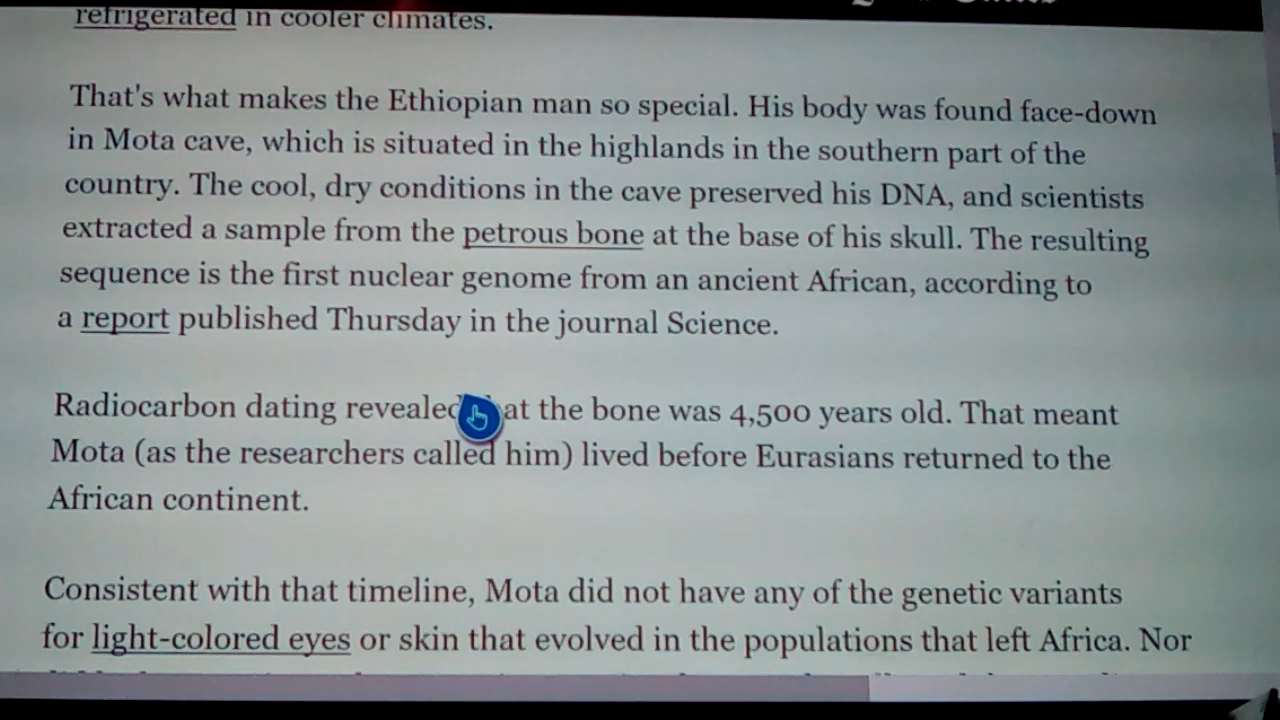 refrigerated in cooler climates.
That's what makes the Ethiopian man so special. His body was found face-down
in Mota cave, which is situated in the highlands in the southern part of the
country. The cool, dry conditions in the cave preserved his DNA, and scientists
extracted a sample from the petrous bone at the base of his skull. The resulting
sequence is the first nuclear genome from an ancient African, according to
a report published Thursday in the journal Science.
Radiocarbon dating revealed at the bone was 4,500 years old. That meant
Mota (as the researchers called him) lived before Eurasians returned to the
African continent.
Consistent with that timeline, Mota did not have any of the genetic variants
for light-colored eyes or skin that evolved in the populations that left Africa. Nor